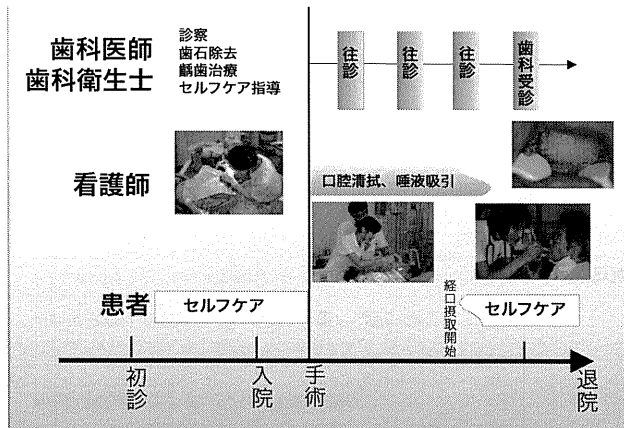 歯科医師
歯科衛生士
診察
歯石除去
齲歯治療
セルフケア指導
往診
往診
往診
歯科受診
看護師
口腔清拭、唾液吸引
患者
セルフケア
経口摂取開始
セルフケア
初診
入院
手術
退院